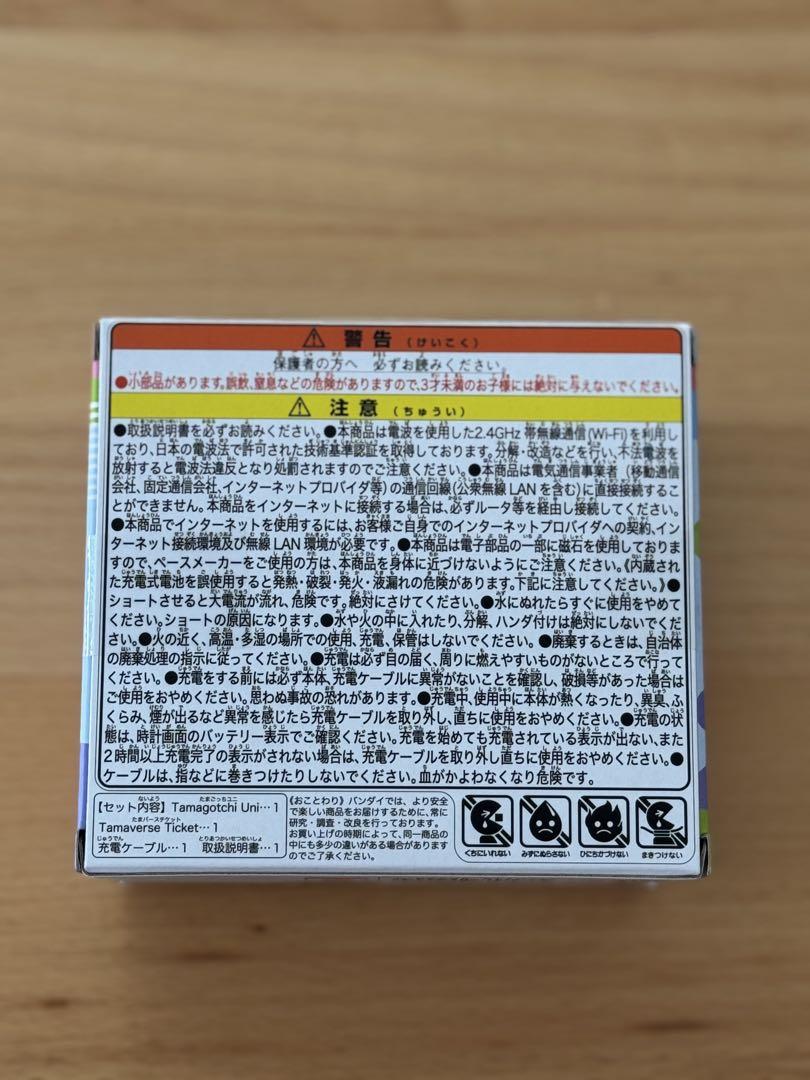 ⚠ 警告 (けいこく)
保護者の方へ 必ずお読みください。
●小部品があります。誤飲、窒息などの危険がありますので、3才未満のお子様には絶対に与えないでください。
⚠ 注意 (ちゅうい)
●取扱説明書を必ずお読みください。●本商品は電波を使用した2.4GHz 帯無線通信(Wi-Fi)を利用し
ており、日本の電波法で許可された技術基準認証を取得しております。分解・改造などを行い、不法電波を
放射すると電波法違反となり処罰されますのでご注意ください。●本商品は電気通信事業者（移動通信
会社、固定通信会社、インターネットプロバイダ等）の通信回線（公衆無線 LAN を含む）に直接接続するこ
とができません。本商品をインターネットに接続する場合は、必ずルータ等を経由し接続してください。
●本商品でインターネットを使用するには、お客様ご自身でのインターネットプロバイダへの契約、イン
ターネット接続環境及び無線 LAN 環境が必要です。●本商品は電子部品の一部に磁石を使用しておりま
すので、ペースメーカーをご使用の方は、本商品を身体に近づけないようにご注意ください。《内蔵され
た充電式電池を誤使用すると発熱・破裂・発火・液漏れの危険があります。下記に注意してください。》●
ショートさせると大電流が流れ、危険です。絶対にさけてください。●水にぬれたらすぐに使用をやめてく
ださい。ショートの原因になります。●水や火の中に入れたり、分解、ハンダ付けは絶対にしないでくださ
い。●火の近く、高温・多湿の場所での使用、充電、保管はしないでください。●廃棄するときは、自治体
の廃棄処理の指示に従ってください。●充電は必ず目の届く、周りに燃えやすいものがないところで行って
ください。●充電をする前には必ず本体、充電ケーブルに異常がないことを確認し、破損等があった場合は
ご使用をおやめください。思わぬ事故の恐れがあります。●充電中、使用中に本体が熱くなったり、異臭、ふ
くらみ、煙が出るなど異常を感じたら充電ケーブルを取り外し、直ちに使用をおやめください。●充電の状
態は、時計画面のバッテリー表示でご確認ください。充電を始めても充電されている表示が出ない、また
2時間以上充電完了の表示がされない場合は、充電ケーブルを取り外し直ちに使用をおやめください。●
ケーブルは、指などに巻きつけたりしないでください。血がかよわなくなり危険です。
【セット内容】Tamagotchi Uni…1
Tamaverse Ticket…1
充電ケーブル…1 取扱説明書…1
《おことわり》バンダイでは、より安全
で楽しい商品をお届けするために、常に
研究・調査・改良を行っております。
お買い上げの時期によって、同一商品の
中にも多少の違いがある場合があります
のでご了承ください。
くちにいれない みずにぬらさない ひにちかづけない まきつけない